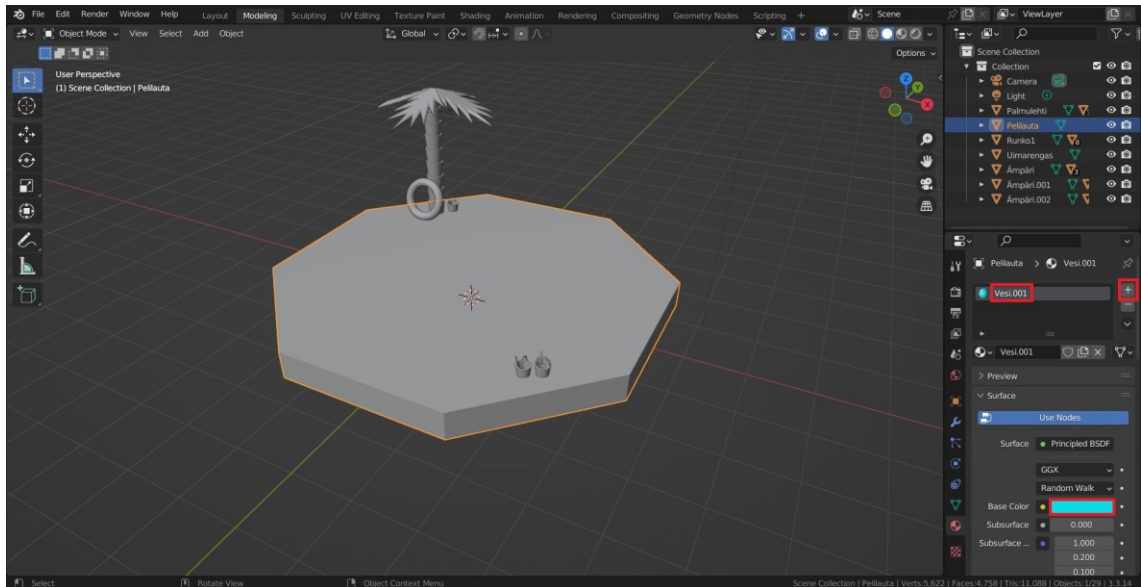 File Edit Render Window Help Layout Modeling Sculpting UV Editing Texture Paint Shading Animation Rendering Compositing Geometry Nodes Scripting + Scene ViewLayer
Object Mode View Select Add Object Global
Options
User Perspective
(1) Scene Collection | Pelilauta
Z
Y
X
Scene Collection
Collection
Camera
Light
Palmulehti
Pelilauta
Runko1
Uimarengas
Ämpäri
Ämpäri.001
Ämpäri.002
Pelilauta > Vesi.001
Vesi.001
Vesi.001
Preview
Surface
Use Nodes
Surface Principled BSDF
GGX
Random Walk
Base Color
Subsurface 0.000
Subsurface ... 1.000
0.200
0.100
Select Rotate View Object Context Menu Scene Collection | Pelilauta | Verts:5.622 | Faces:4.758 | Tris:11.088 | Objects:1/29 | 3.3.14